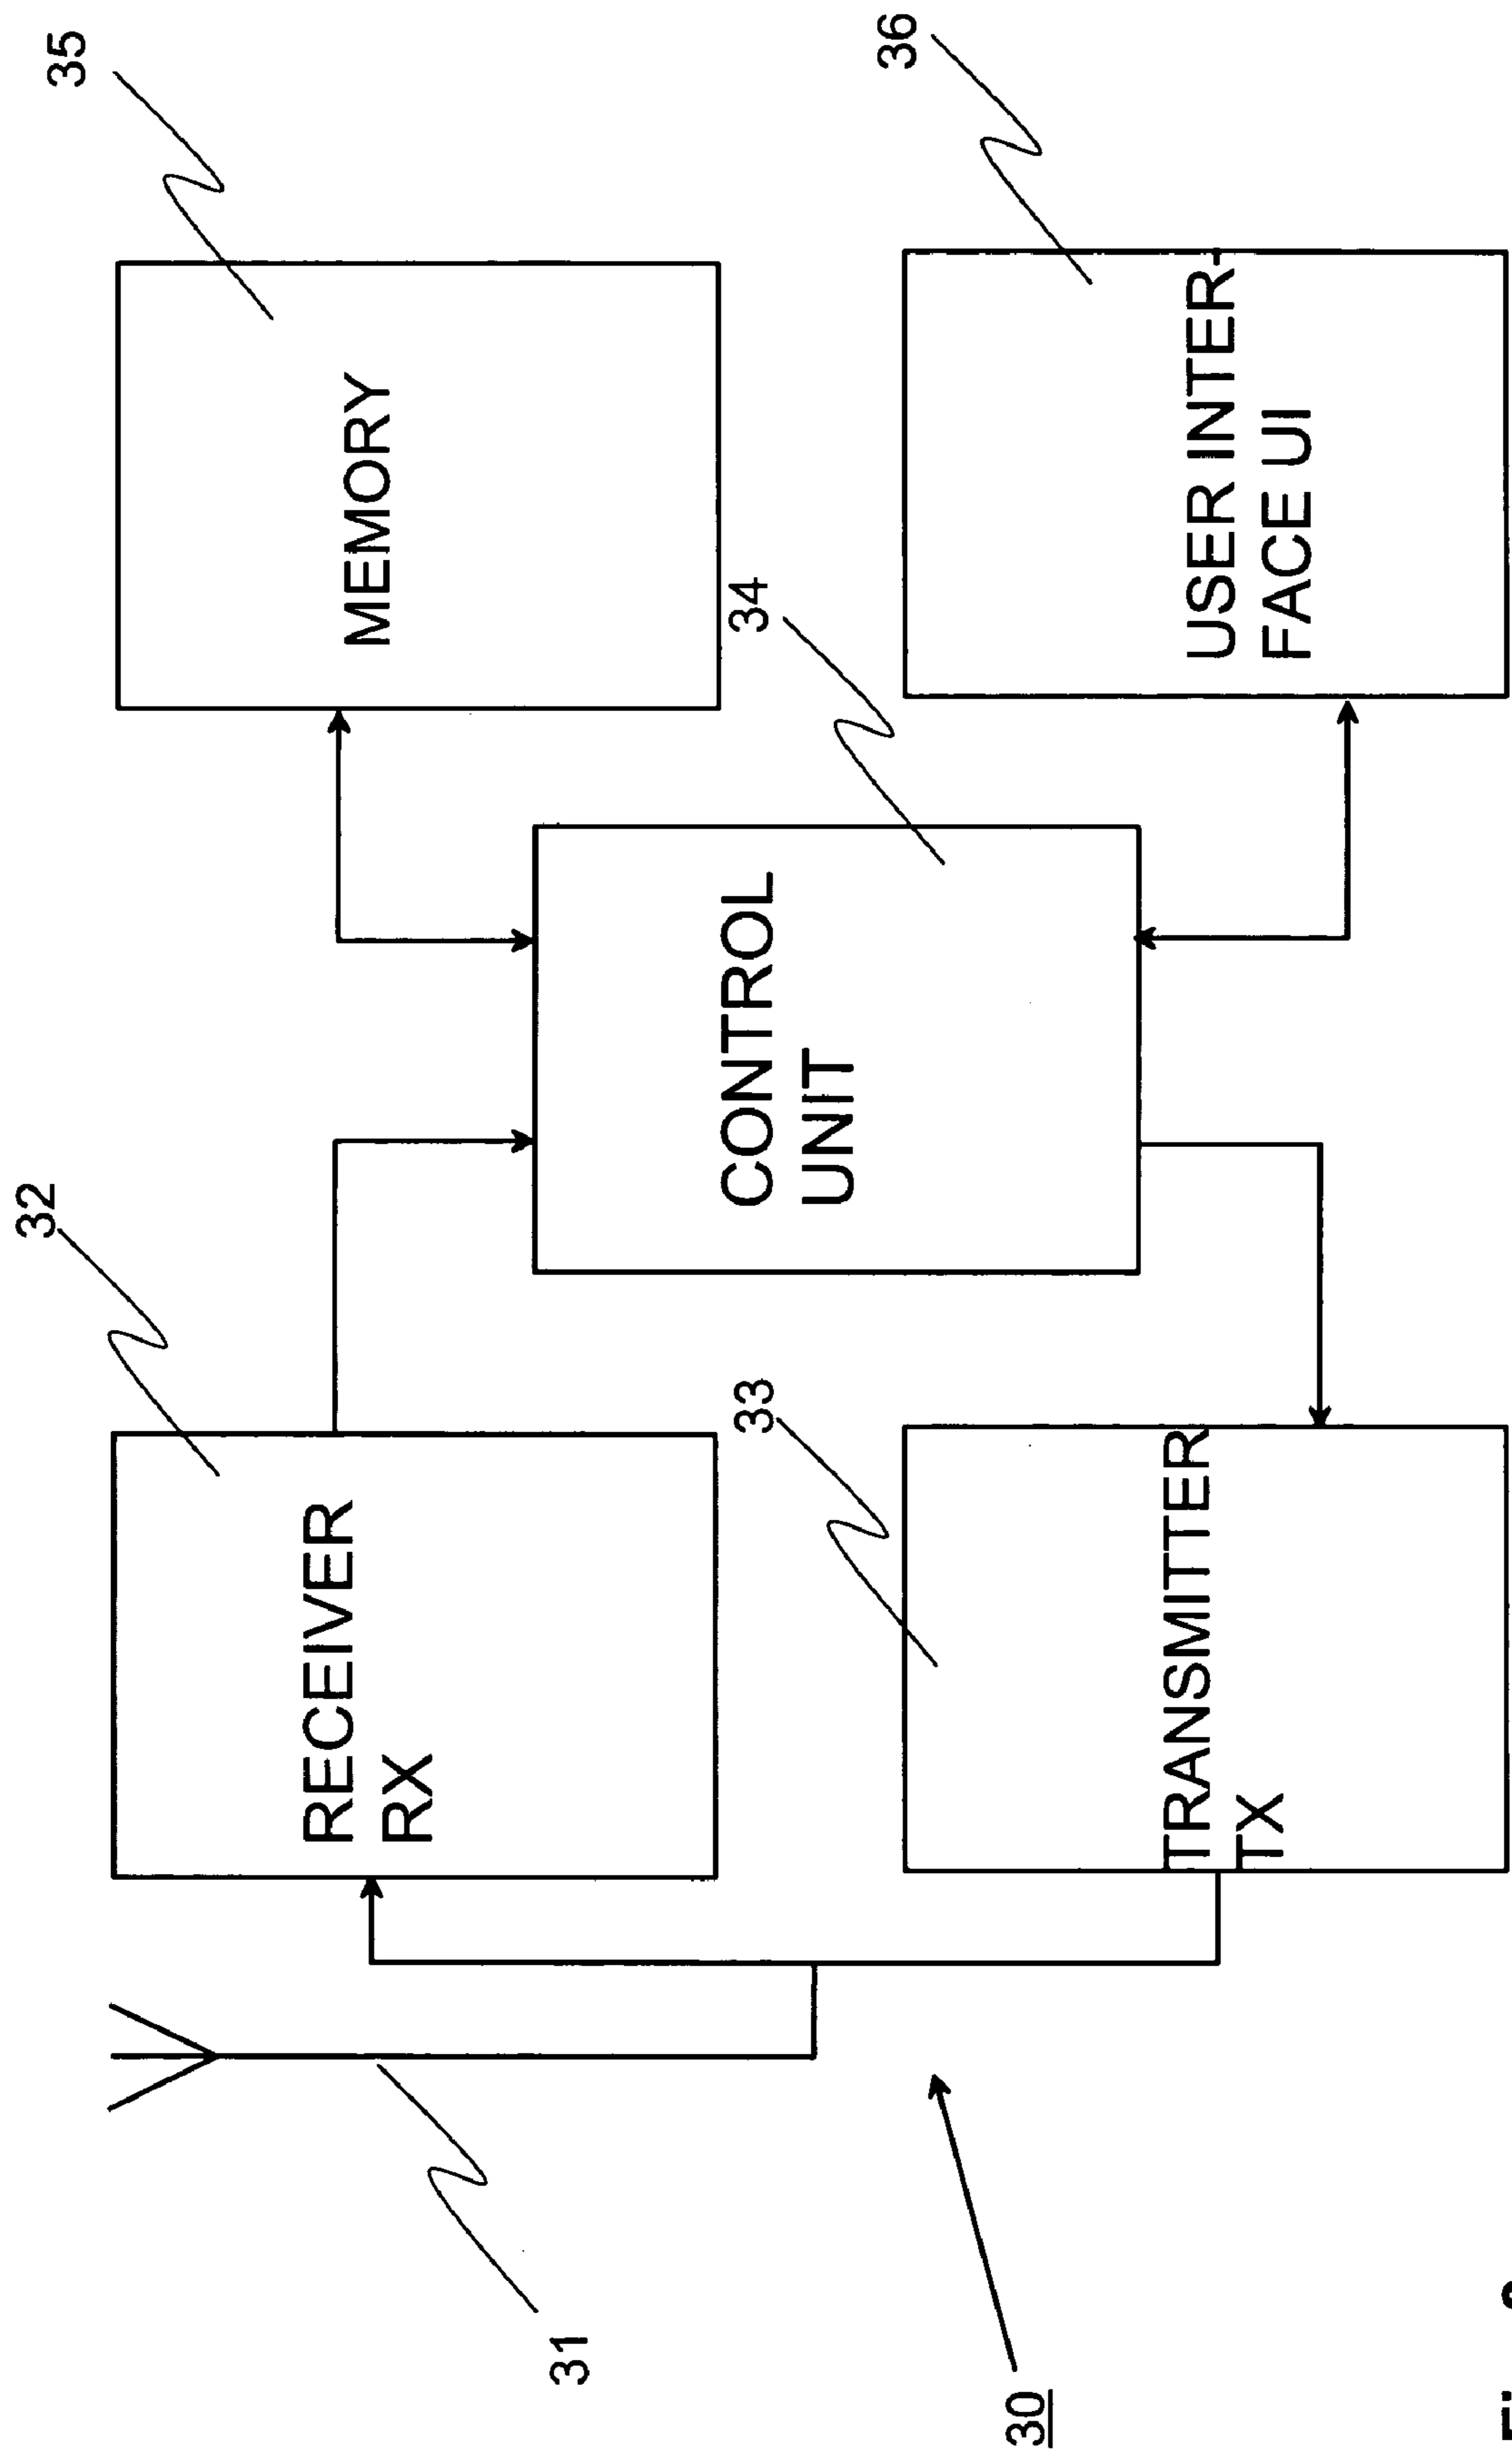 32
35
RECEIVER
RX
MEMORY
31
33
34
36
CONTROL
UNIT
30
TRANSMITTER
TX
USER INTER-
FACE UI